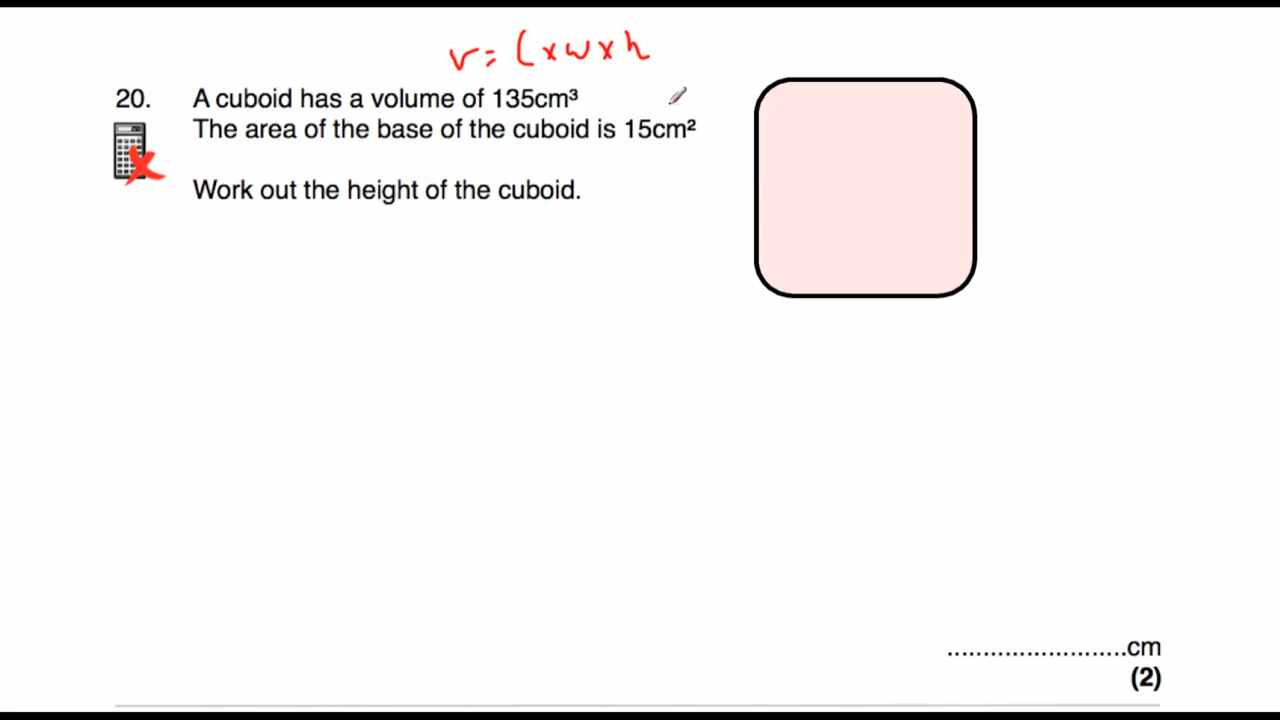 v = l x w x h
20. A cuboid has a volume of 135cm³
The area of the base of the cuboid is 15cm²
Work out the height of the cuboid.
.........................cm
(2)